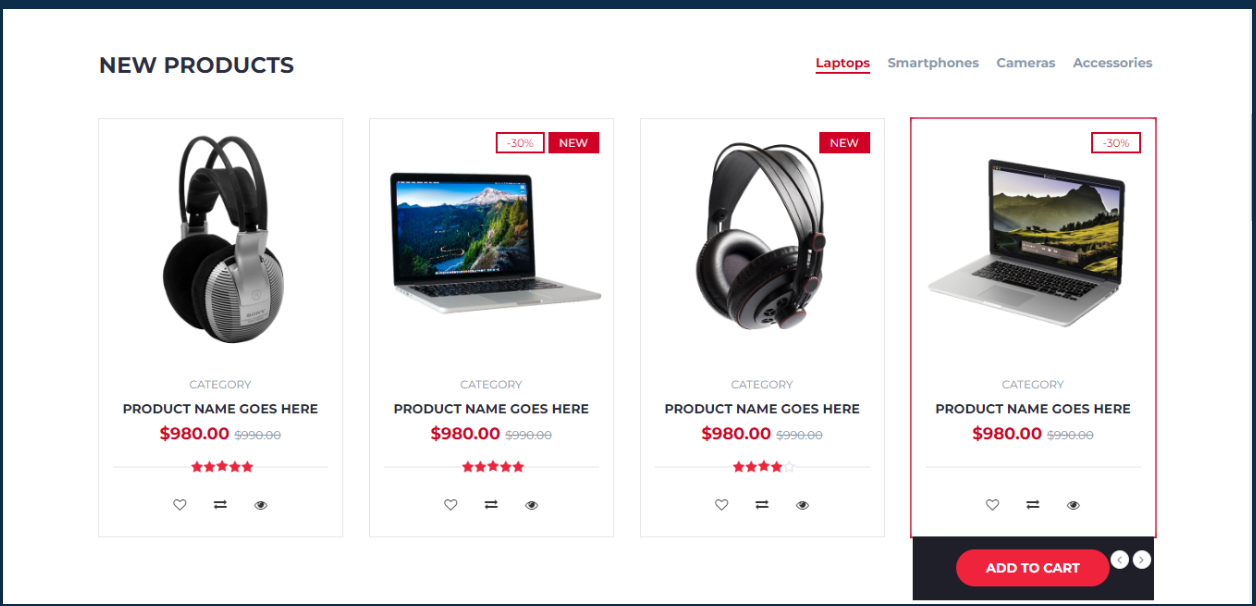 NEW PRODUCTS
Laptops Smartphones Cameras Accessories
-30% NEW
NEW
-30%
SONY
CATEGORY
PRODUCT NAME GOES HERE
$980.00 $990.00
CATEGORY
PRODUCT NAME GOES HERE
$980.00 $990.00
CATEGORY
PRODUCT NAME GOES HERE
$980.00 $990.00
CATEGORY
PRODUCT NAME GOES HERE
$980.00 $990.00
ADD TO CART